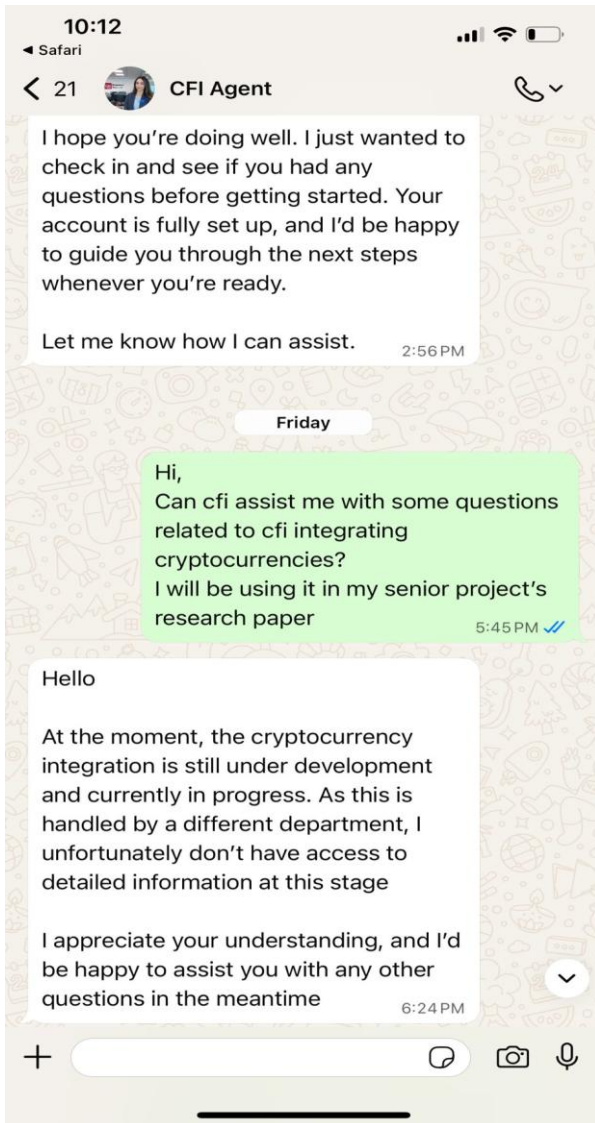 10:12
Safari
21
CFI Agent
I hope you’re doing well. I just wanted to
check in and see if you had any
questions before getting started. Your
account is fully set up, and I’d be happy
to guide you through the next steps
whenever you’re ready.
Let me know how I can assist.
2:56 PM
Friday
Hi,
Can cfi assist me with some questions
related to cfi integrating
cryptocurrencies?
I will be using it in my senior project’s
research paper
5:45 PM
Hello
At the moment, the cryptocurrency
integration is still under development
and currently in progress. As this is
handled by a different department, I
unfortunately don’t have access to
detailed information at this stage
I appreciate your understanding, and I’d
be happy to assist you with any other
questions in the meantime
6:24 PM